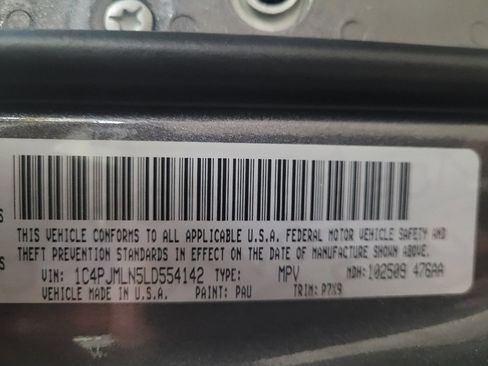 THIS VEHICLE CONFORMS TO ALL APPLICABLE U.S.A. FEDERAL MOTOR VEHICLE SAFETY AND
THEFT PREVENTION STANDARDS IN EFFECT ON THE DATE OF MANUFACTURE SHOWN ABOVE.
VIN: 1C4PJMLN5LD554142 TYPE: MPV MDH: 102509 476AA
VEHICLE MADE IN U.S.A. PAINT: PAU TRIM: P7X9